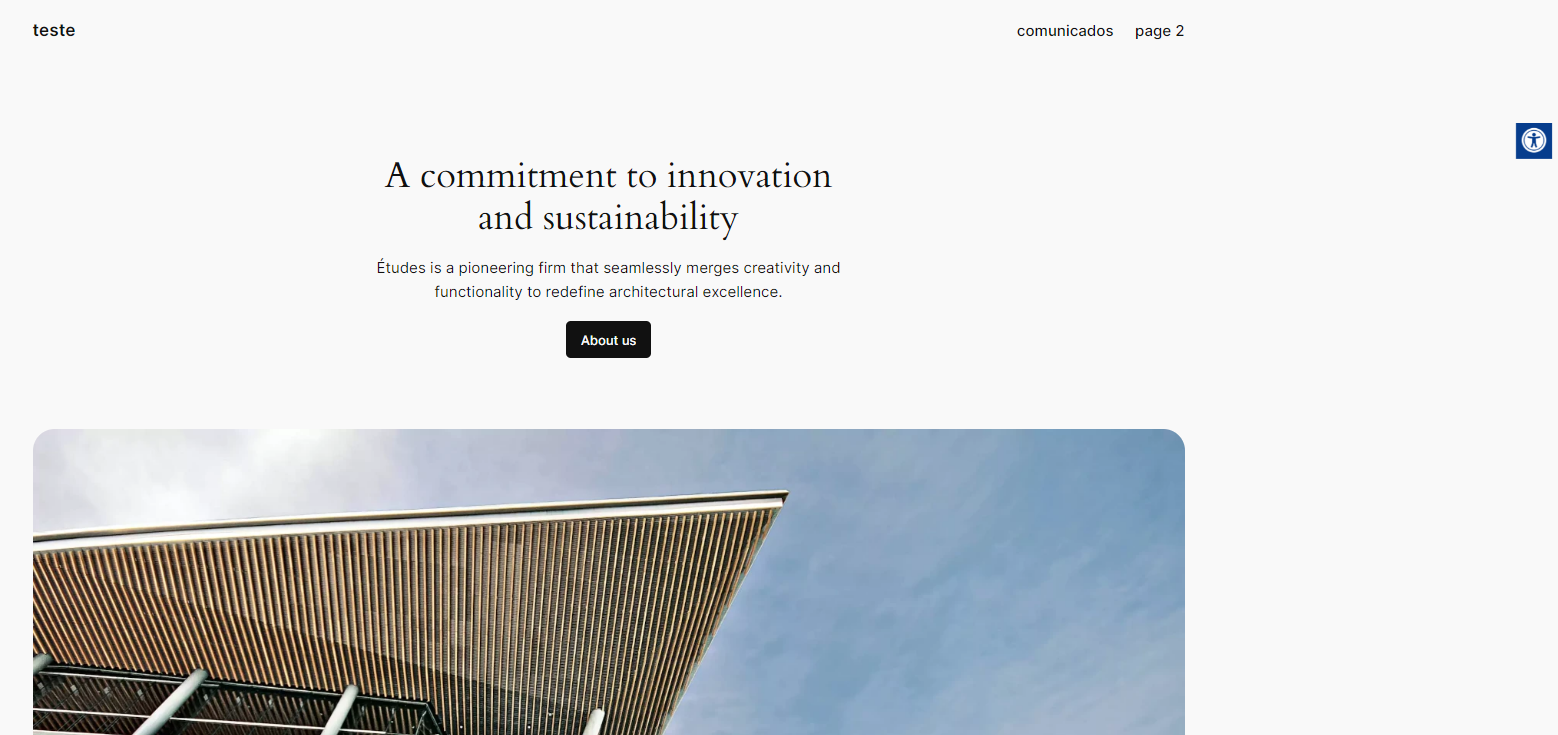 teste
comunicados
page 2
A commitment to innovation
and sustainability
Études is a pioneering firm that seamlessly merges creativity and
functionality to redefine architectural excellence.
About us